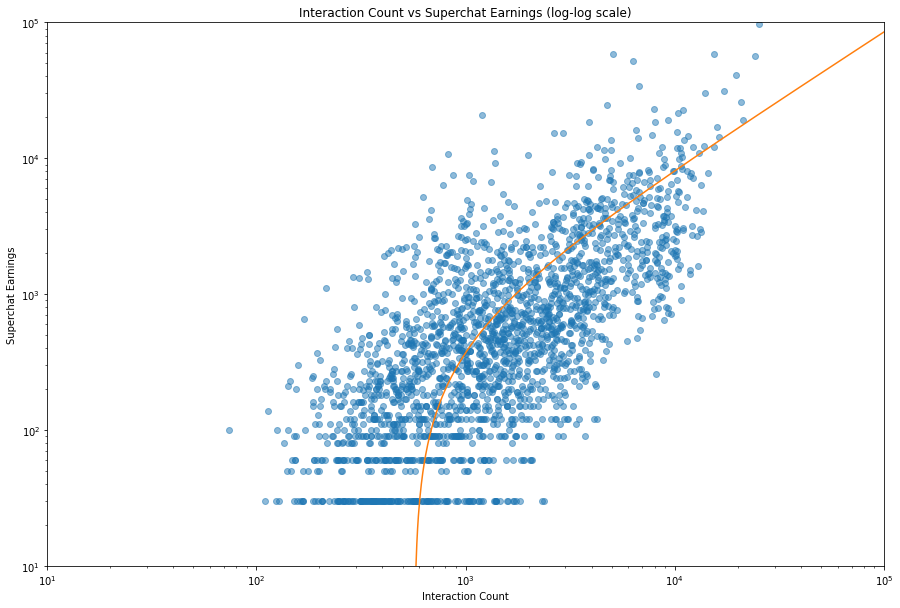 Interaction Count vs Superchat Earnings (log-log scale)
10^5
10^4
10^3
10^2
10^1
Superchat Earnings
10^1 10^2 10^3 10^4 10^5
Interaction Count